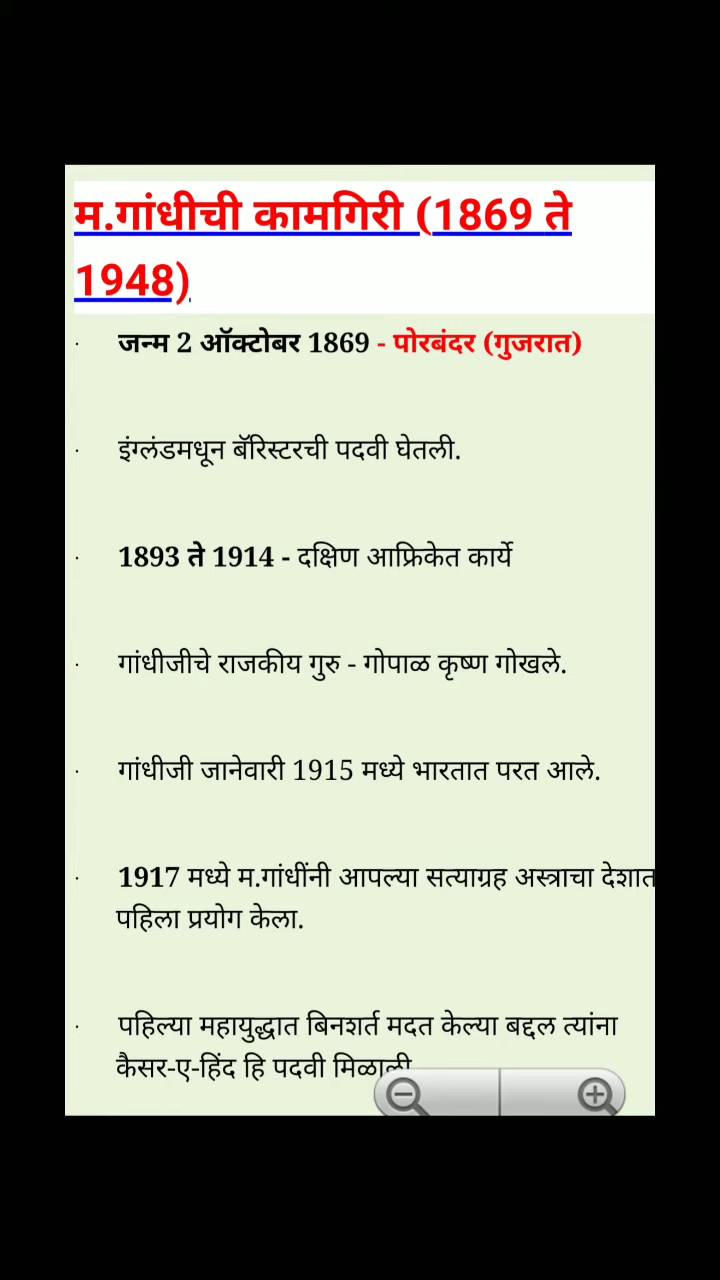 म.गांधीची कामगिरी (1869 ते
1948)
· जन्म 2 ऑक्टोबर 1869 - पोरबंदर (गुजरात)
· इंग्लंडमधून बॅरिस्टरची पदवी घेतली.
· 1893 ते 1914 - दक्षिण आफ्रिकेत कार्ये
· गांधीजीचे राजकीय गुरु - गोपाळ कृष्ण गोखले.
· गांधीजी जानेवारी 1915 मध्ये भारतात परत आले.
· 1917 मध्ये म.गांधींनी आपल्या सत्याग्रह अस्त्राचा देशात
पहिला प्रयोग केला.
· पहिल्या महायुद्धात बिनशर्त मदत केल्या बद्दल त्यांना
कैसर-ए-हिंद हि पदवी मिळाली